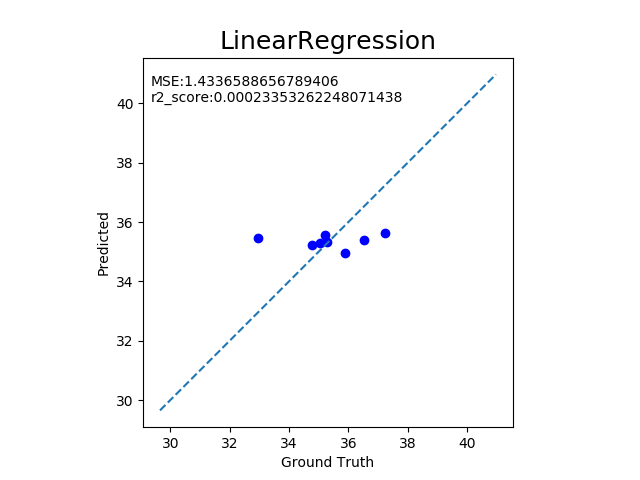 LinearRegression
MSE:1.4336588656789406
r2_score:0.00023353262248071438
40
38
36
34
32
30
Predicted
30 32 34 36 38 40
Ground Truth